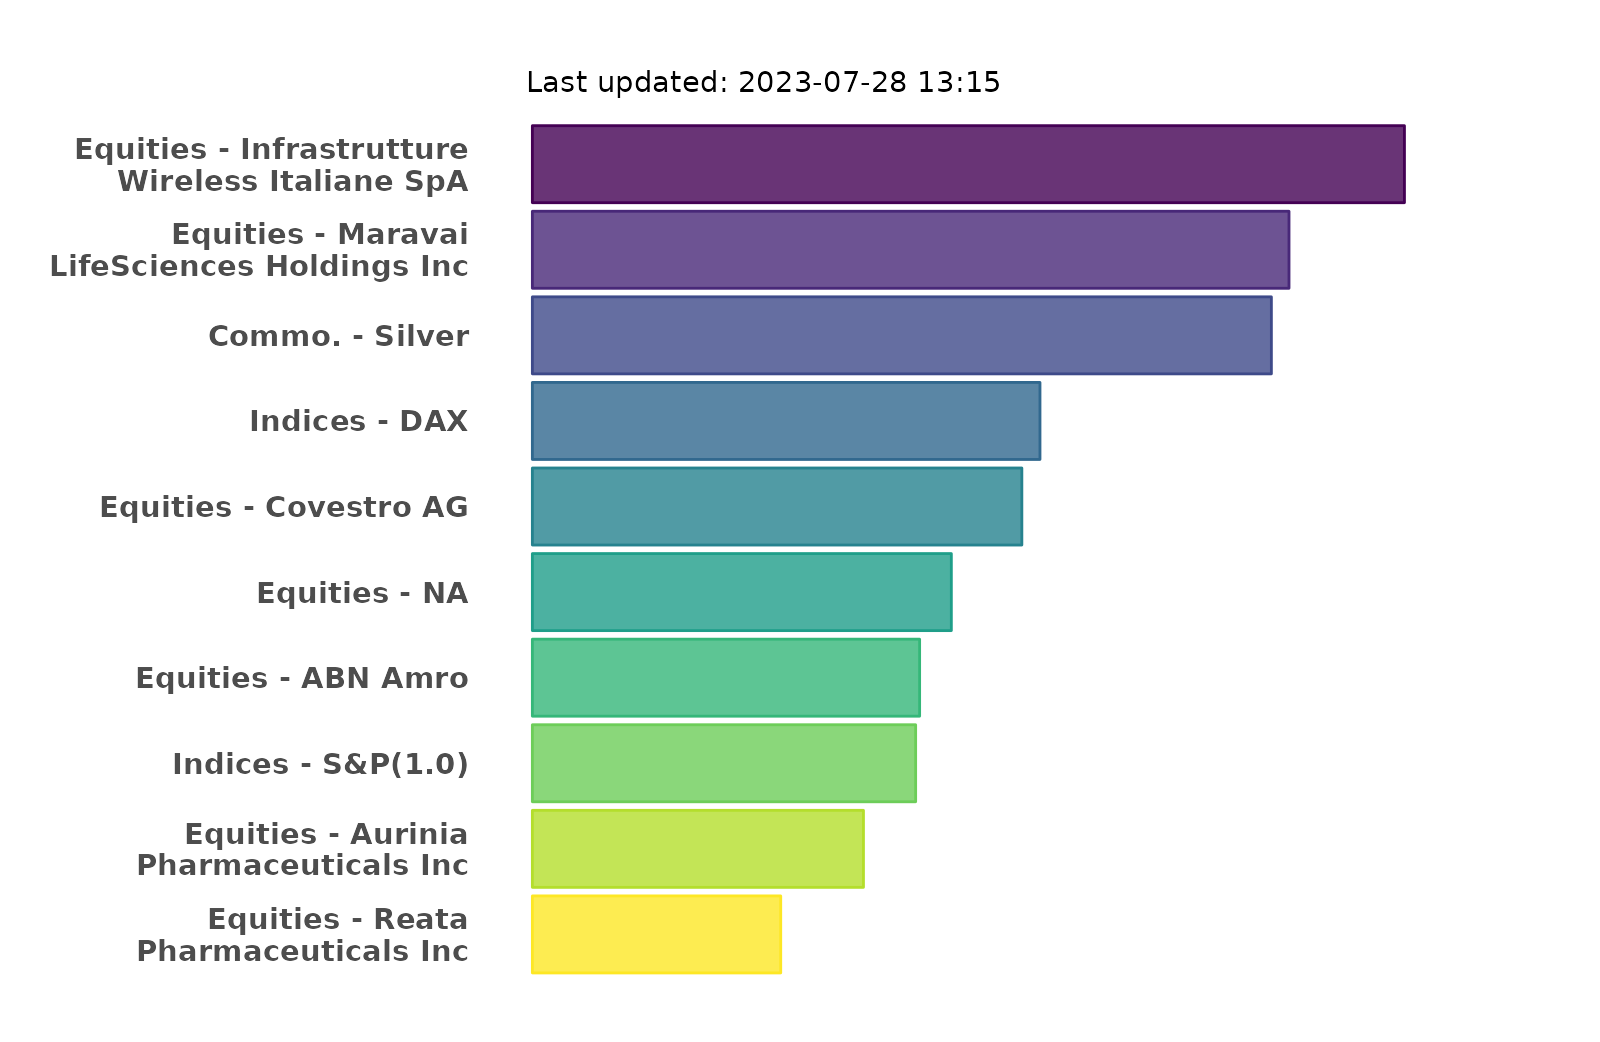 Last updated: 2023-07-28 13:15
Equities - Infrastrutture
Wireless Italiane SpA
Equities - Maravai
LifeSciences Holdings Inc
Commo. - Silver
Indices - DAX
Equities - Covestro AG
Equities - NA
Equities - ABN Amro
Indices - S&P(1.0)
Equities - Aurinia
Pharmaceuticals Inc
Equities - Reata
Pharmaceuticals Inc